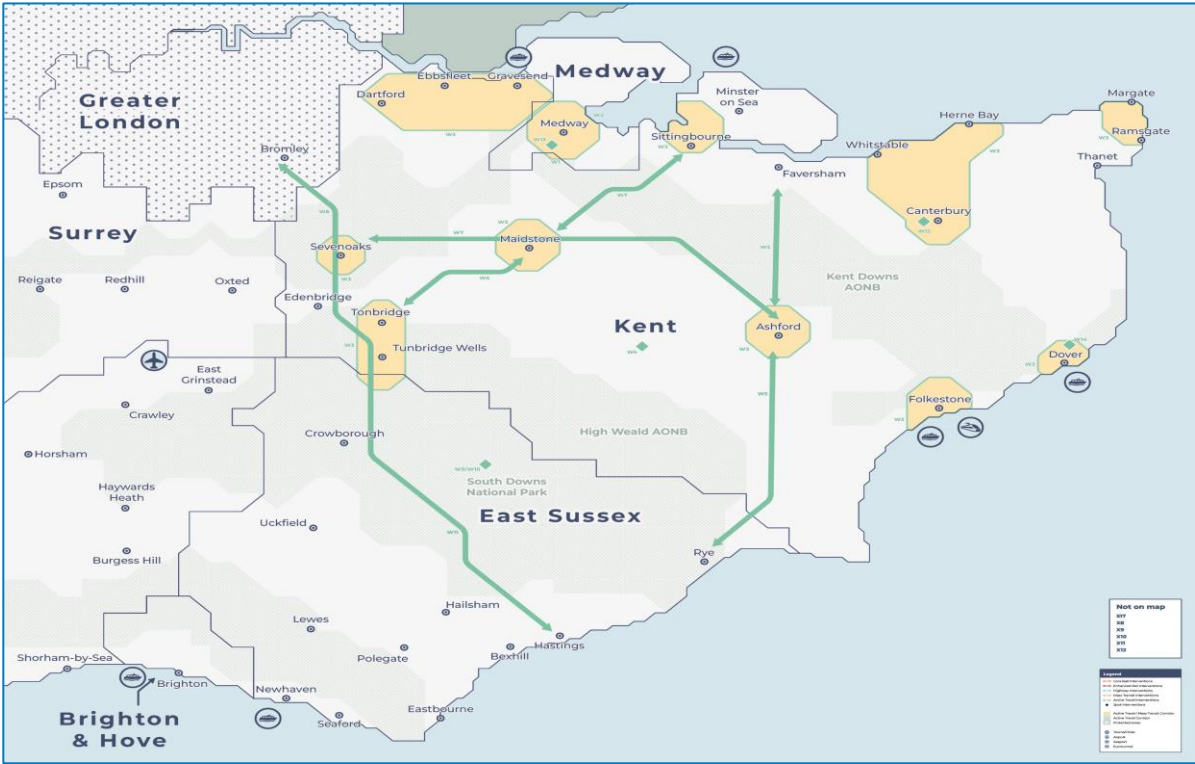 Ebbsfleet
Gravesend
Medway
Dartford
Margate
Greater
London
Minster
on Sea
Medway
Herne Bay
Sittingbourne
Ramsgate
Bromley
Whitstable
Thanet
Faversham
Epsom
Canterbury
Surrey
Maidstone
Sevenoaks
Kent Downs
AONB
Reigate
Redhill
Oxted
Edenbridge
Tonbridge
Kent
Ashford
Tunbridge Wells
Dover
East
Grinstead
Folkestone
Crawley
High Weald AONB
Crowborough
Horsham
South Downs
National Park
Haywards
Heath
East Sussex
Uckfield
Burgess Hill
Rye
Hailsham
Not on map
Lewes
Hastings
Bexhill
Polegate
Shorham-by-Sea
Brighton
Newhaven
Legend
Eastbourne
Seaford
Brighton
& Hove